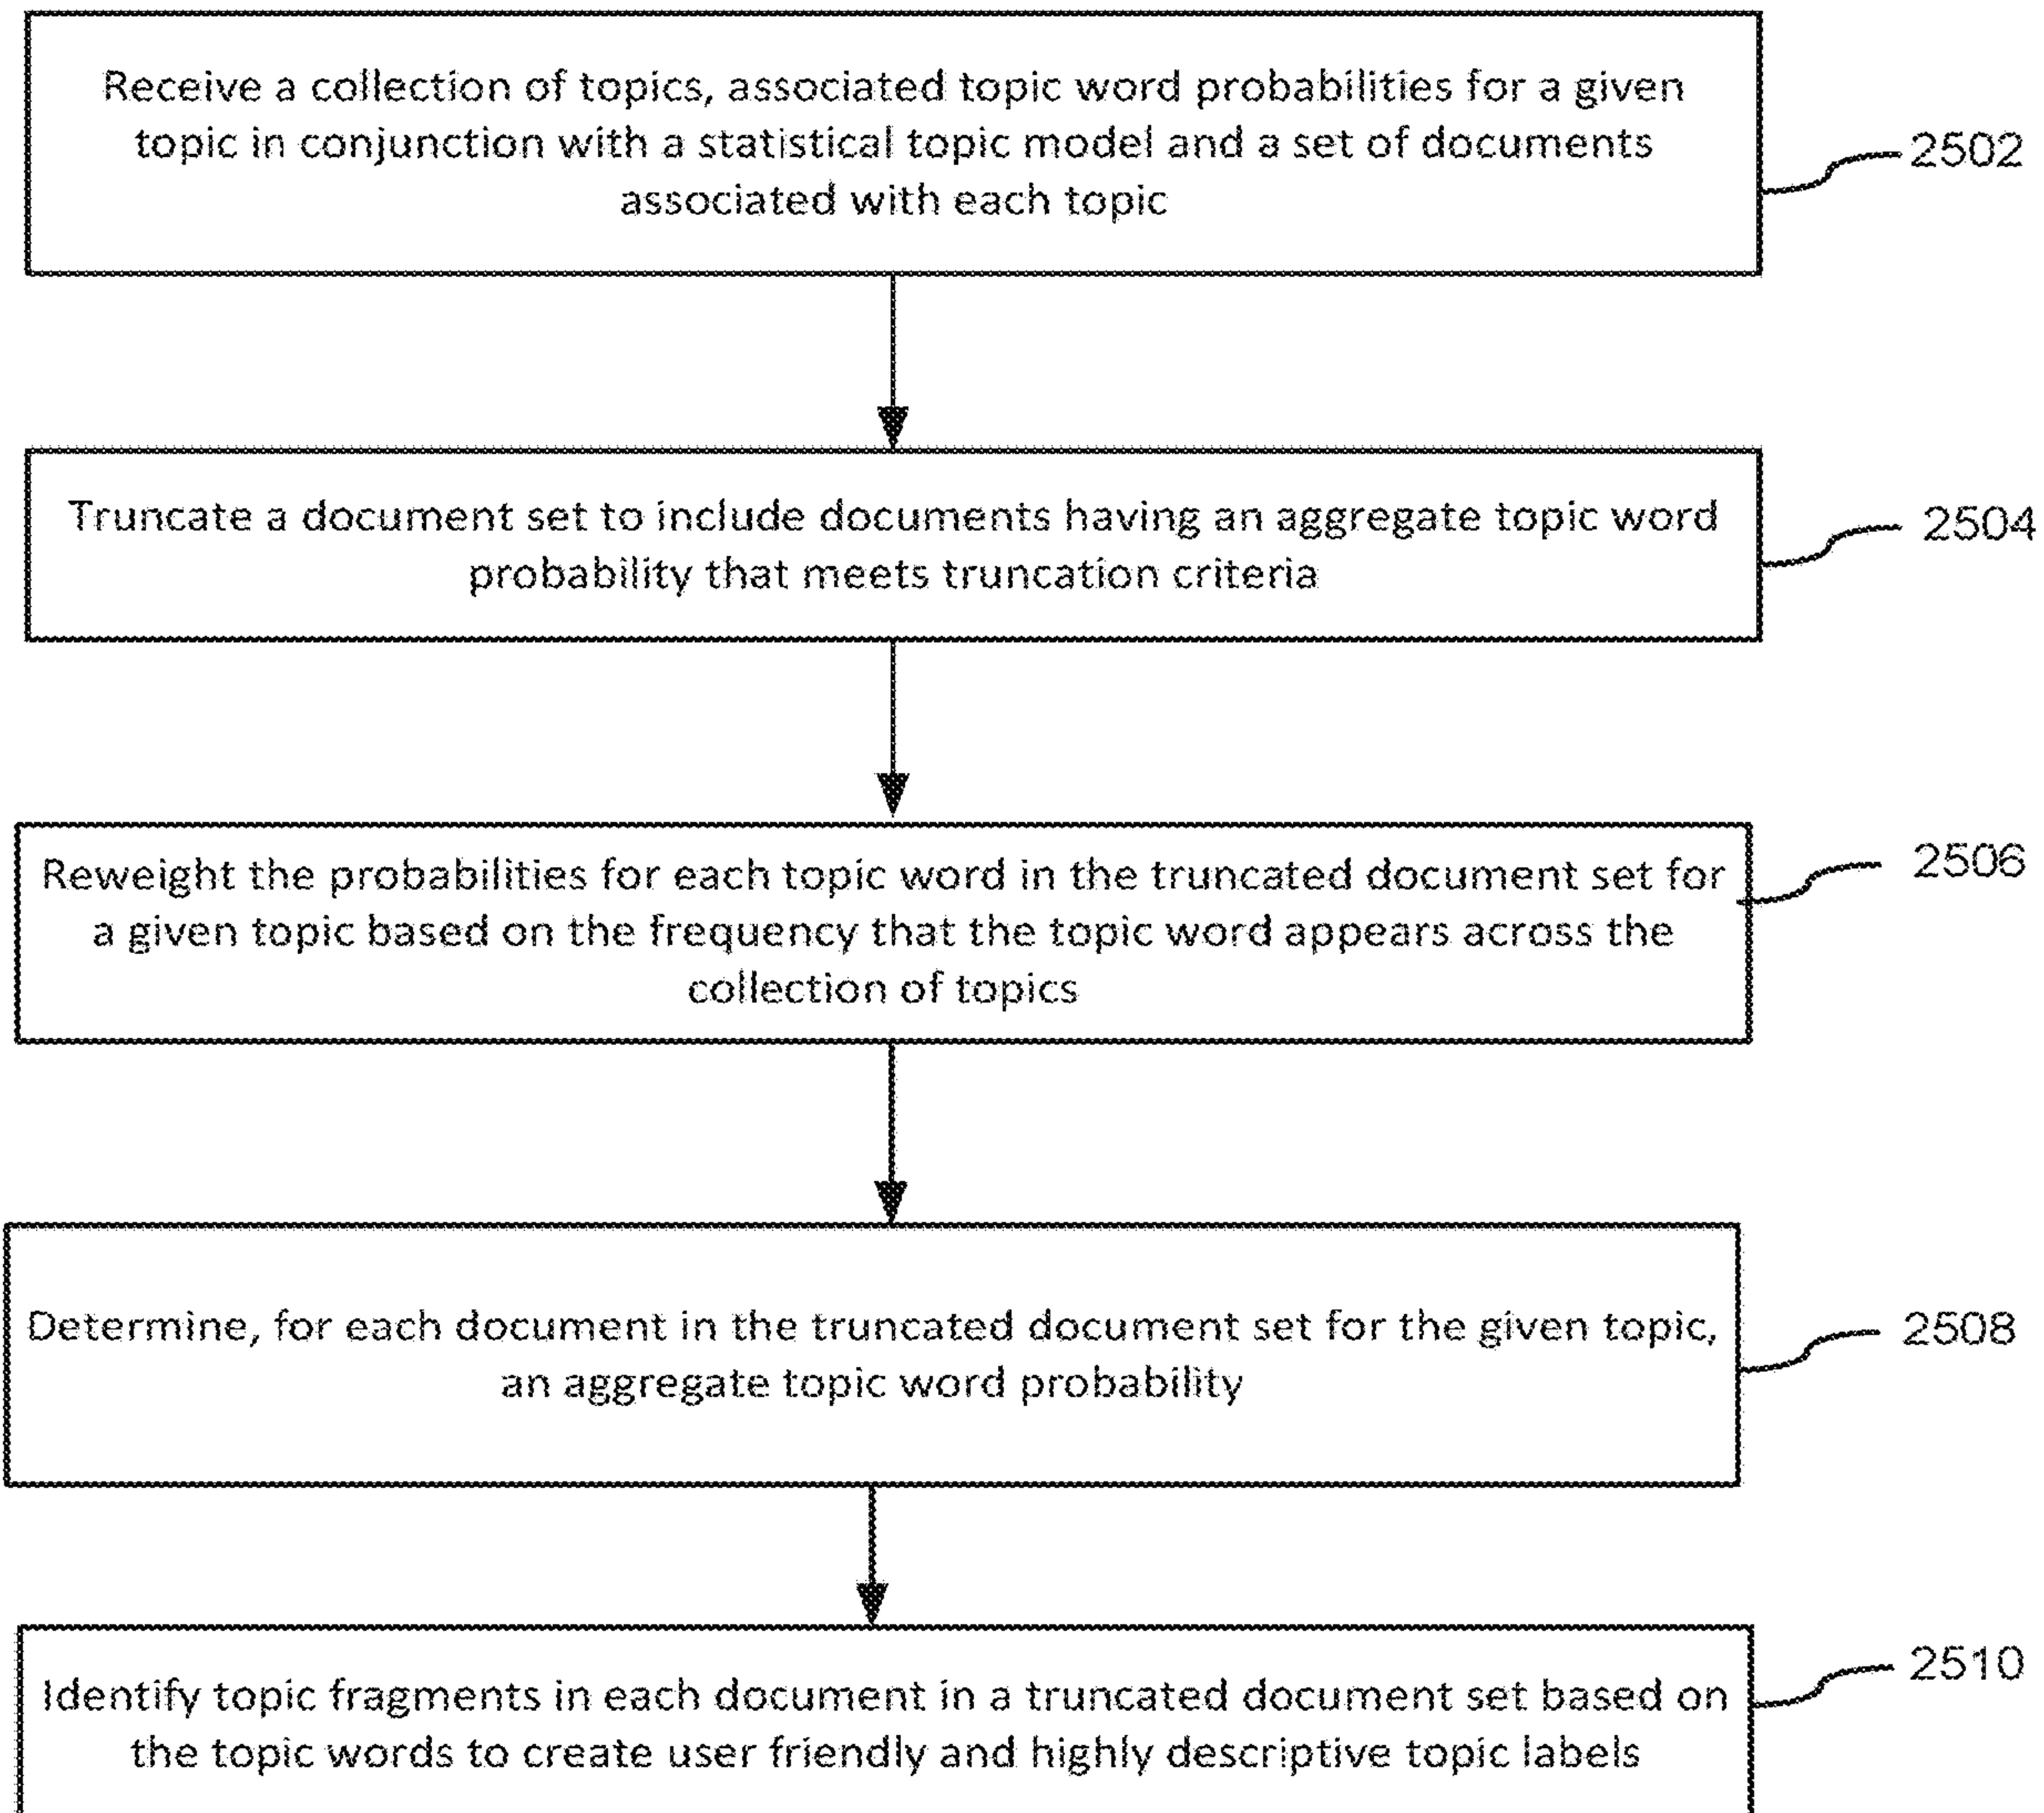 Receive a collection of topics, associated topic word probabilities for a given
topic in conjunction with a statistical topic model and a set of documents
associated with each topic
2502
Truncate a document set to include documents having an aggregate topic word
probability that meets truncation criteria
2504
Reweight the probabilities for each topic word in the truncated document set for
a given topic based on the frequency that the topic word appears across the
collection of topics
2506
Determine, for each document in the truncated document set for the given topic,
an aggregate topic word probability
2508
Identify topic fragments in each document in a truncated document set based on
the topic words to create user friendly and highly descriptive topic labels
2510